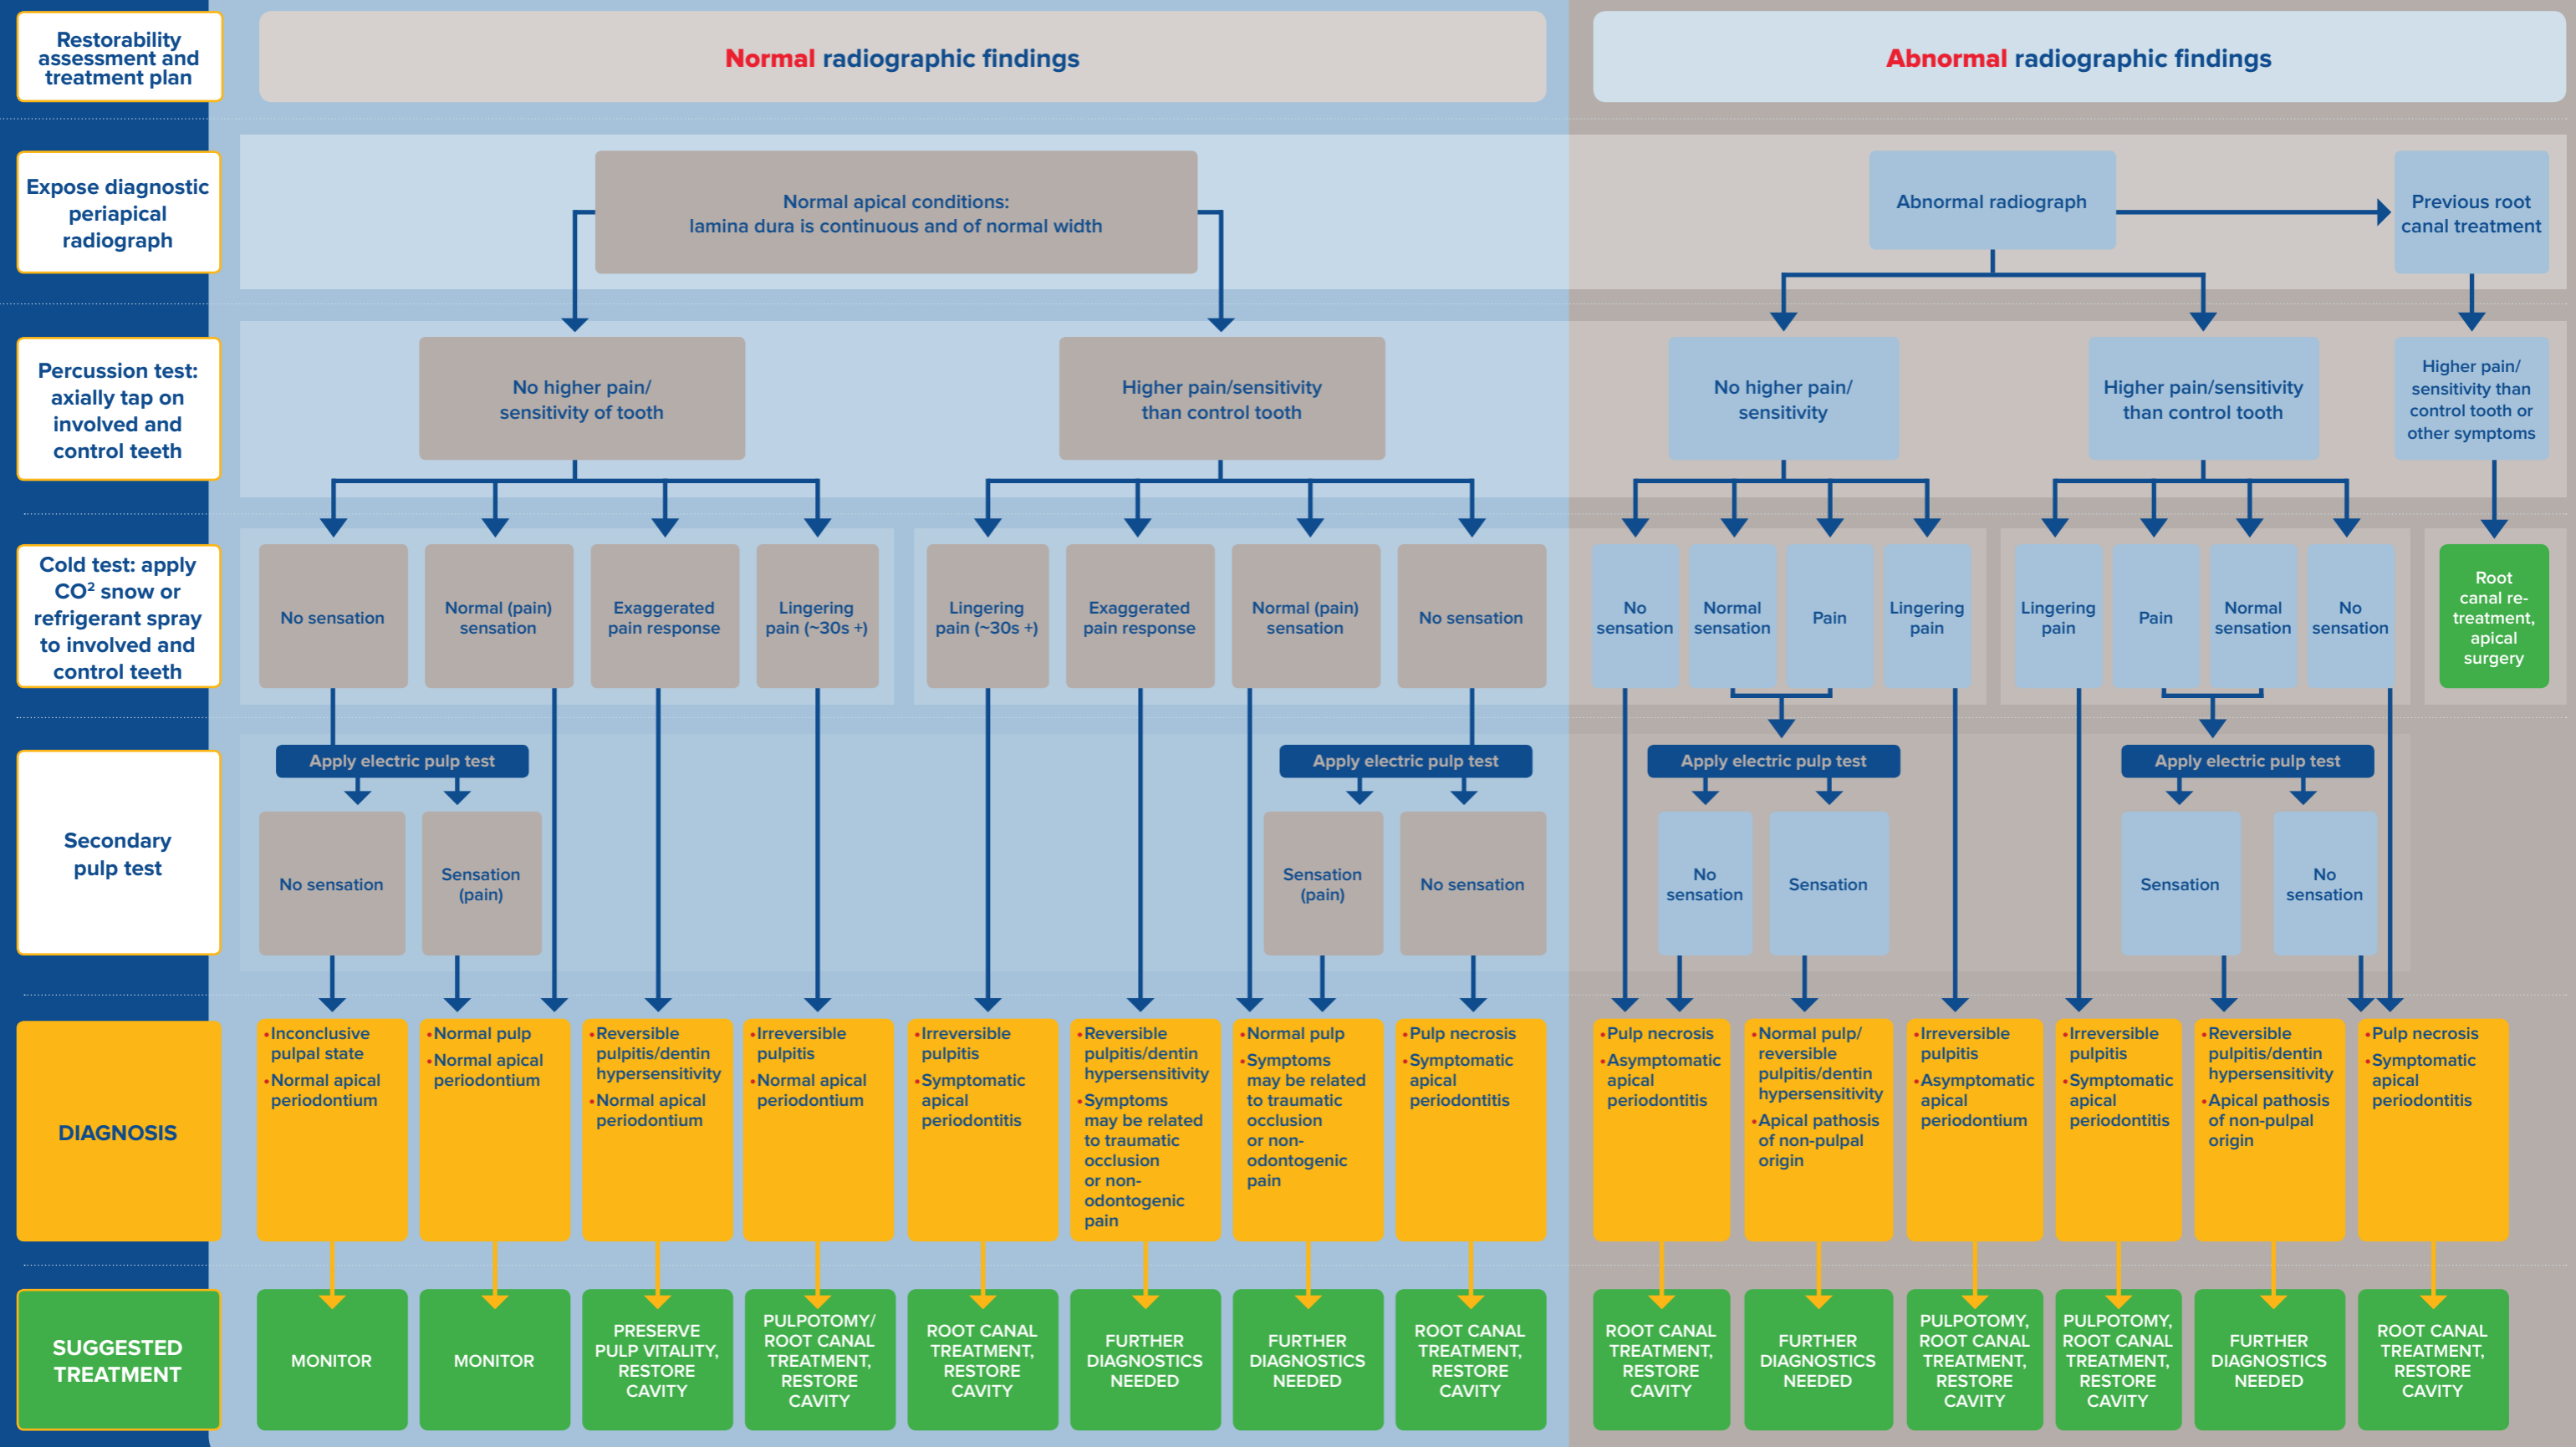 Restorability
assessment and
treatment plan
Normal radiographic findings
Abnormal radiographic findings
Expose diagnostic
periapical
radiograph
Normal apical conditions:
lamina dura is continuous and of normal width
Abnormal radiograph
Previous root
canal treatment
Percussion test:
axially tap on
involved and
control teeth
No higher pain/
sensitivity of tooth
Higher pain/sensitivity
than control tooth
No higher pain/
sensitivity
Higher pain/sensitivity
than control tooth
Higher pain/
sensitivity than
control tooth or
other symptoms
Cold test: apply
CO² snow or
refrigerant spray
to involved and
control teeth
No sensation
Normal (pain)
sensation
Exaggerated
pain response
Lingering
pain (~30s +)
Lingering
pain (~30s +)
Exaggerated
pain response
Normal (pain)
sensation
No sensation
No
sensation
Normal
sensation
Pain
Lingering
pain
Lingering
pain
Pain
Normal
sensation
No
sensation
Root
canal re-
treatment,
apical
surgery
Secondary
pulp test
Apply electric pulp test
Apply electric pulp test
Apply electric pulp test
Apply electric pulp test
No sensation
Sensation
(pain)
Sensation
(pain)
No sensation
No
sensation
Sensation
Sensation
No
sensation
DIAGNOSIS
•Inconclusive
pulpal state
•Normal apical
periodontium
•Normal pulp
•Normal apical
periodontium
•Reversible
pulpitis/dentin
hypersensitivity
•Normal apical
periodontium
•Irreversible
pulpitis
•Normal apical
periodontium
•Irreversible
pulpitis
•Symptomatic
apical
periodontitis
•Reversible
pulpitis/dentin
hypersensitivity
•Symptoms
may be related
to traumatic
occlusion
or non-
odontogenic
pain
•Normal pulp
•Symptoms
may be related
to traumatic
occlusion
or non-
odontogenic
pain
•Pulp necrosis
•Symptomatic
apical
periodontitis
•Pulp necrosis
•Asymptomatic
apical
periodontitis
•Normal pulp/
reversible
pulpitis/dentin
hypersensitivity
•Apical pathosis
of non-pulpal
origin
•Irreversible
pulpitis
•Asymptomatic
apical
periodontium
•Irreversible
pulpitis
•Symptomatic
apical
periodontitis
•Reversible
pulpitis/dentin
hypersensitivity
•Apical pathosis
of non-pulpal
origin
•Pulp necrosis
•Symptomatic
apical
periodontitis
SUGGESTED
TREATMENT
MONITOR
MONITOR
PRESERVE
PULP VITALITY,
RESTORE
CAVITY
PULPOTOMY/
ROOT CANAL
TREATMENT,
RESTORE
CAVITY
ROOT CANAL
TREATMENT,
RESTORE
CAVITY
FURTHER
DIAGNOSTICS
NEEDED
FURTHER
DIAGNOSTICS
NEEDED
ROOT CANAL
TREATMENT,
RESTORE
CAVITY
ROOT CANAL
TREATMENT,
RESTORE
CAVITY
FURTHER
DIAGNOSTICS
NEEDED
PULPOTOMY,
ROOT CANAL
TREATMENT,
RESTORE
CAVITY
PULPOTOMY,
ROOT CANAL
TREATMENT,
RESTORE
CAVITY
FURTHER
DIAGNOSTICS
NEEDED
ROOT CANAL
TREATMENT,
RESTORE
CAVITY